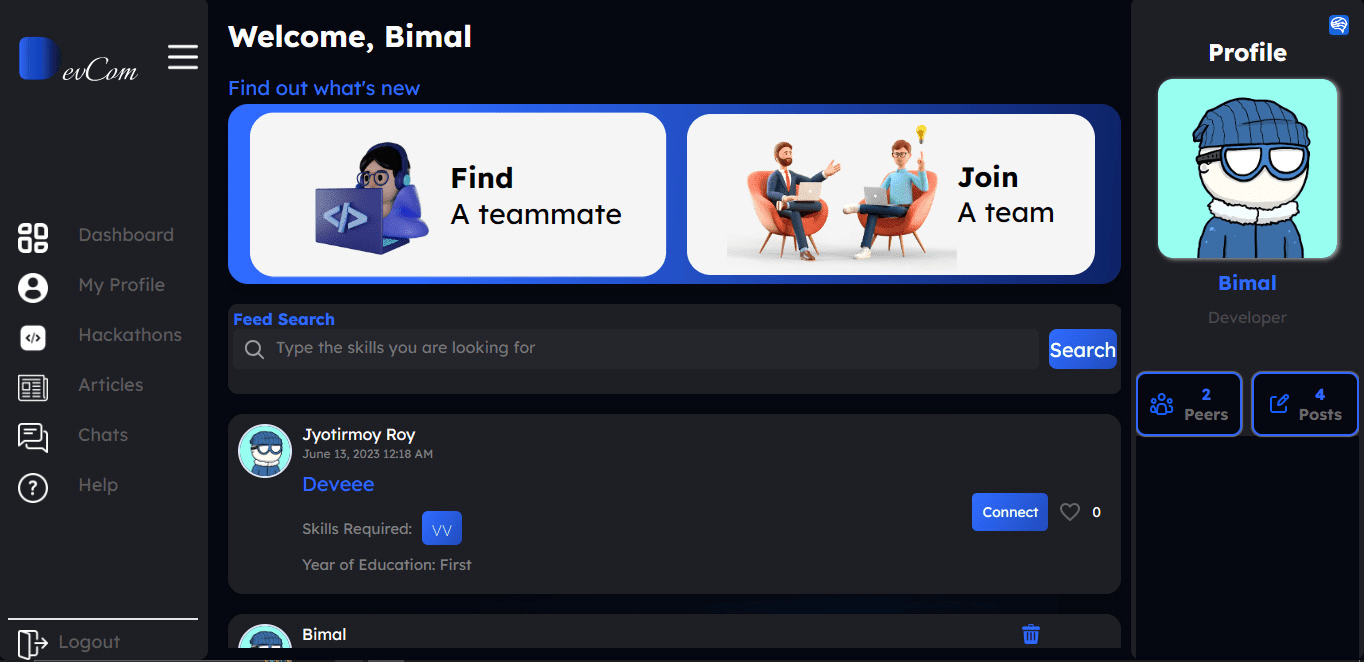 evCom
Dashboard
My Profile
Hackathons
Articles
Chats
Help
Logout
Welcome, Bimal
Find out what's new
Find
A teammate
Join
A team
Feed Search
Type the skills you are looking for
Search
Jyotirmoy Roy
June 13, 2023 12:18 AM
Deveee
Skills Required: VV
Year of Education: First
Connect
0
Bimal
Profile
Bimal
Developer
2
Peers
4
Posts